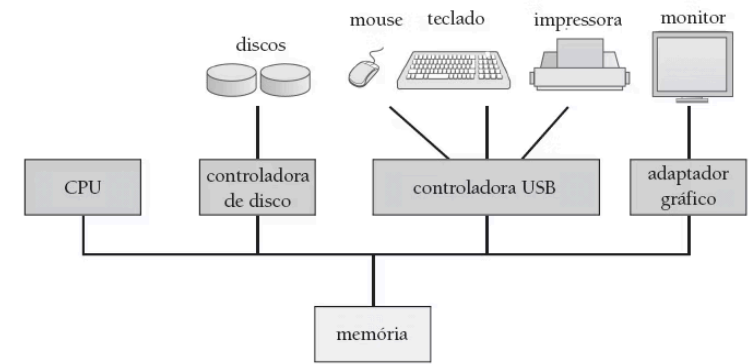 mouse
teclado
impressora
monitor
discos
CPU
controladora
de disco
controladora USB
adaptador
gráfico
memória